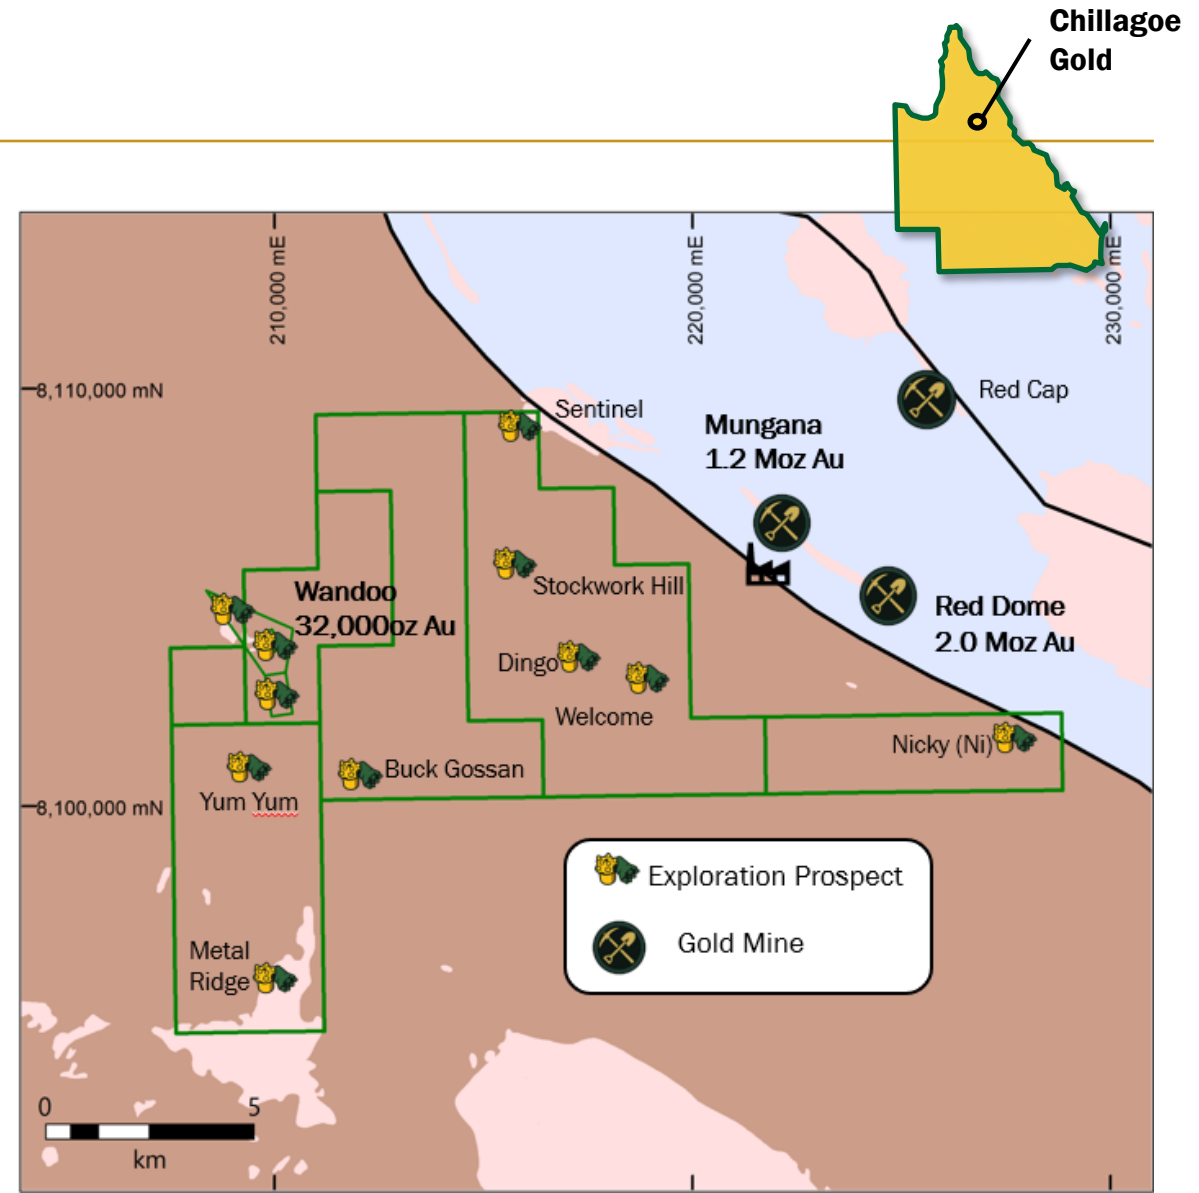 Chillagoe
Gold
210,000 mE
220,000 mE
230,000 mE
8,110,000 mN
Sentinel
Red Cap
Mungana
1.2 Moz Au
Stockwork Hill
Wandoo
32,000oz Au
Red Dome
2.0 Moz Au
Dingo
Welcome
Nicky (Ni)
Buck Gossan
Yum Yum
8,100,000 mN
Exploration Prospect
Gold Mine
Metal
Ridge
0 5
km